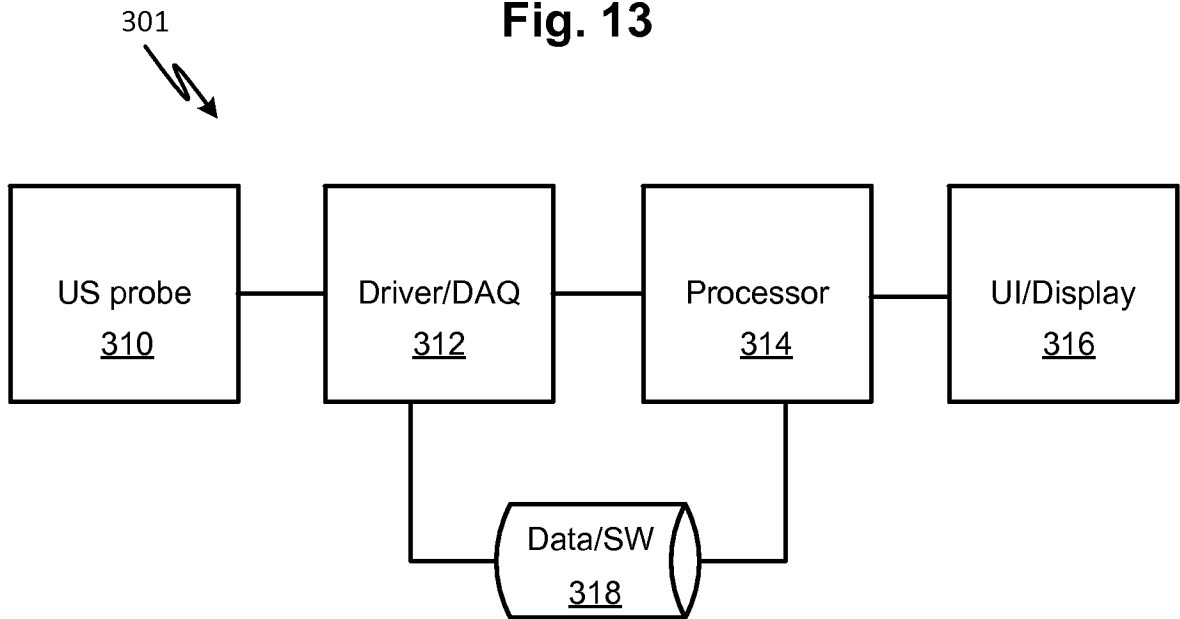 Fig. 13
301
US probe
310
Driver/DAQ
312
Processor
314
UI/Display
316
Data/SW
318